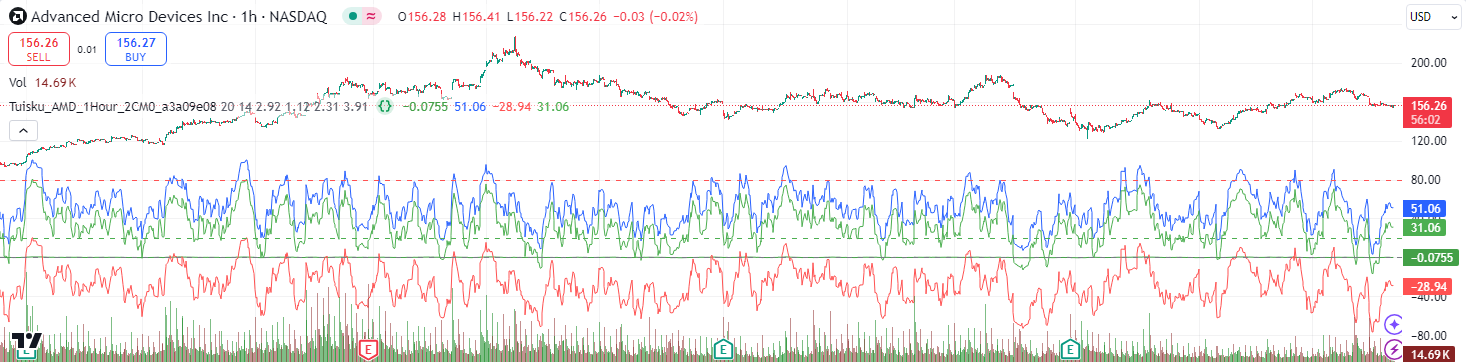 Advanced Micro Devices Inc · 1h · NASDAQ O156.28 H156.41 L156.22 C156.26 −0.03 (−0.02%) USD
156.26 0.01 156.27
SELL BUY
Vol 14.69 K
Tuisku_AMD_1Hour_2CM0_a3a09e08 20 14 2.92 1.12 2.31 3.91 −0.0755 51.06 −28.94 31.06
200.00
156.26
56:02
120.00
80.00
51.06
31.06
−0.0755
−28.94
−40.00
−80.00
14.69 K
E E E E